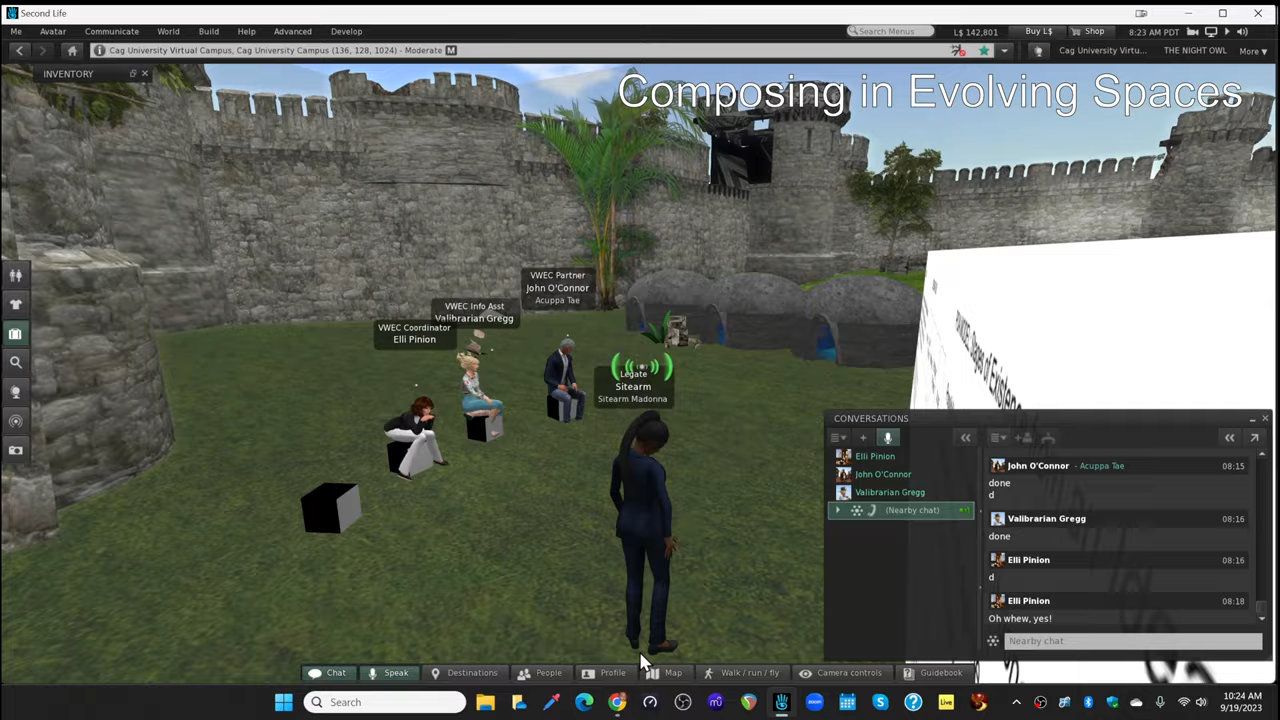 Second Life
Me Avatar Communicate World Build Help Advanced Develop
Search Menus
L$ 142,801
Buy L$
Shop
8:23 AM PDT
Cag University Virtual Campus, Cag University Campus (136, 128, 1024) - Moderate M
Cag University Virtu... THE NIGHT OWL More
INVENTORY
Composing in Evolving Spaces
VWEC Partner
John O'Connor
Acuppa Tae
VWEC Info Asst
Valibrarian Gregg
VWEC Coordinator
Elli Pinion
Legate
Sitearm
Sitearm Madonna
CONVERSATIONS
Elli Pinion
John O'Connor
Valibrarian Gregg
(Nearby chat)
John O'Connor - Acuppa Tae 08:15
done
d
Valibrarian Gregg 08:16
done
Elli Pinion 08:16
d
Elli Pinion 08:18
Oh whew, yes!
Nearby chat
Chat Speak Destinations People Profile Map Walk / run / fly Camera controls Guidebook
Search
zoom
Live
10:24 AM
9/19/2023